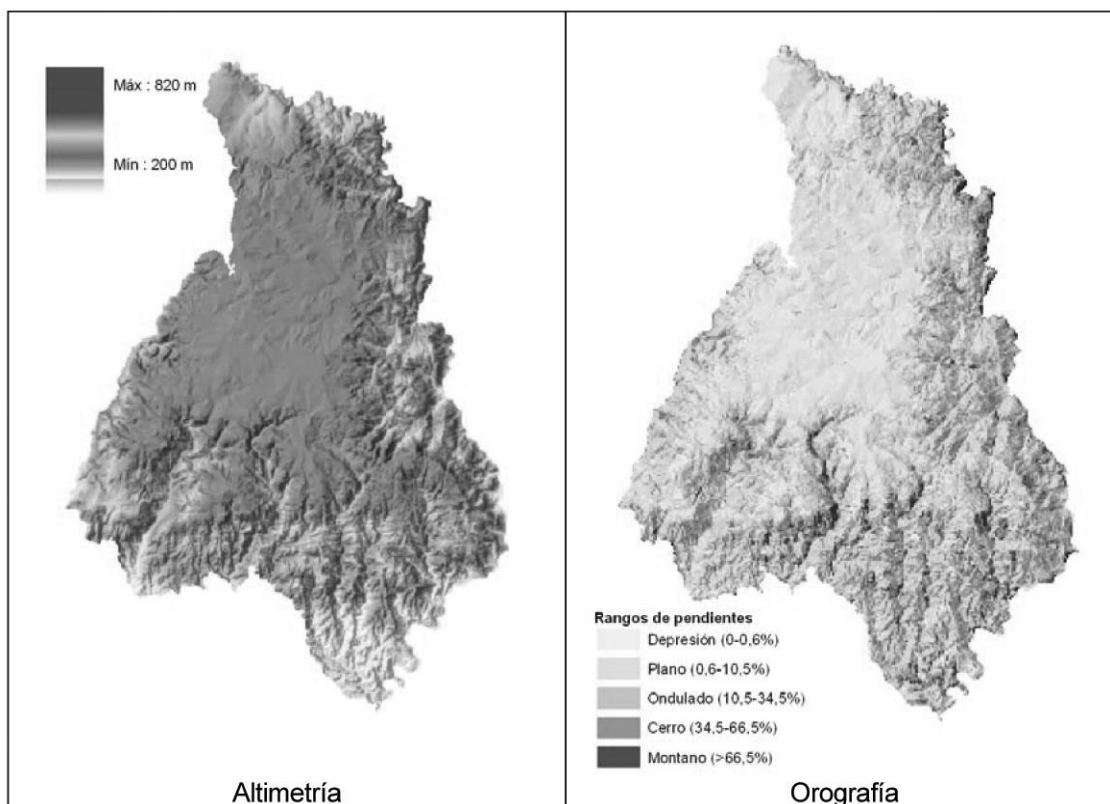 Máx : 820 m
Mín : 200 m
Altimetría
Rangos de pendientes
Depresión (0-0,6%)
Plano (0,6-10,5%)
Ondulado (10,5-34,5%)
Cerro (34,5-66,5%)
Montano (>66,5%)
Orografía